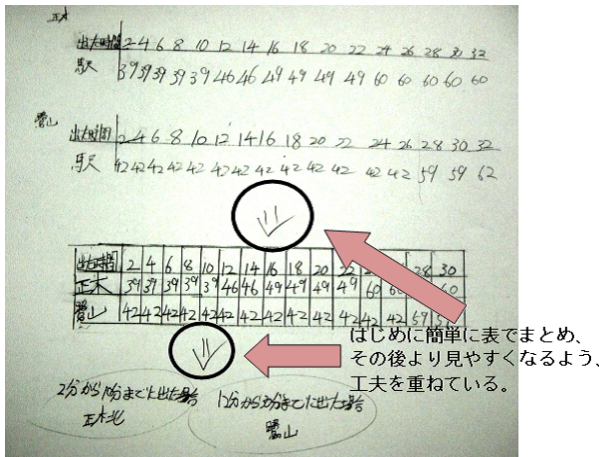 正木
出た時間 2 4 6 8 10 12 14 16 18 20 22 24 26 28 30 32
駅 39 39 39 39 39 46 46 49 49 49 49 60 60 60 60 60
鷺山
出た時間 2 4 6 8 10 12 14 16 18 20 22 24 26 28 30 32
駅 42 42 42 42 42 42 42 42 42 42 42 42 42 59 59 62
出た時間 2 4 6 8 10 12 14 16 18 20 22 28 30
正木 39 39 39 39 39 46 46 49 49 49 49 60 60
鷺山 42 42 42 42 42 42 42 42 42 42 42 42 42 59
はじめに簡単に表でまとめ、
その後より見やすくなるよう、
工夫を重ねている。
2分から10分までに出た場合
正木北
12分から までに出た場合
鷺山